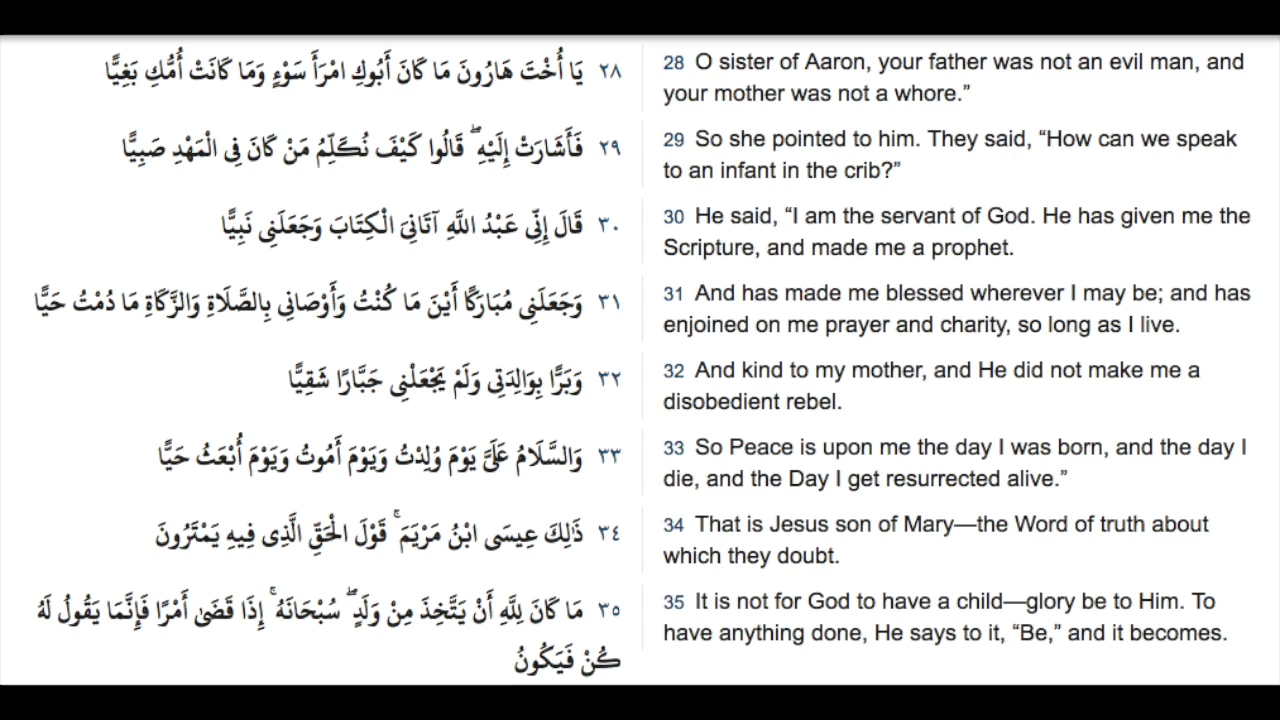 ٢٨ يَا أُخْتَ هَارُونَ مَا كَانَ أَبُوكِ امْرَأَ سَوْءٍ وَمَا كَانَتْ أُمُّكِ بَغِيًّا
28 O sister of Aaron, your father was not an evil man, and
your mother was not a whore.”
٢٩ فَأَشَارَتْ إِلَيْهِ ۖ قَالُوا كَيْفَ نُكَلِّمُ مَنْ كَانَ فِي الْمَهْدِ صَبِيًّا
29 So she pointed to him. They said, “How can we speak
to an infant in the crib?”
٣٠ قَالَ إِنِّي عَبْدُ اللَّهِ آتَانِيَ الْكِتَابَ وَجَعَلَنِي نَبِيًّا
30 He said, “I am the servant of God. He has given me the
Scripture, and made me a prophet.
٣١ وَجَعَلَنِي مُبَارَكًا أَيْنَ مَا كُنْتُ وَأَوْصَانِي بِالصَّلَاةِ وَالزَّكَاةِ مَا دُمْتُ حَيًّا
31 And has made me blessed wherever I may be; and has
enjoined on me prayer and charity, so long as I live.
٣٢ وَبَرًّا بِوَالِدَتِي وَلَمْ يَجْعَلْنِي جَبَّارًا شَقِيًّا
32 And kind to my mother, and He did not make me a
disobedient rebel.
٣٣ وَالسَّلَامُ عَلَيَّ يَوْمَ وُلِدْتُ وَيَوْمَ أَمُوتُ وَيَوْمَ أُبْعَثُ حَيًّا
33 So Peace is upon me the day I was born, and the day I
die, and the Day I get resurrected alive.”
٣٤ ذَٰلِكَ عِيسَى ابْنُ مَرْيَمَ ۚ قَوْلَ الْحَقِّ الَّذِي فِيهِ يَمْتَرُونَ
34 That is Jesus son of Mary—the Word of truth about
which they doubt.
٣٥ مَا كَانَ لِلَّهِ أَنْ يَتَّخِذَ مِنْ وَلَدٍ ۖ سُبْحَانَهُ ۚ إِذَا قَضَىٰ أَمْرًا فَإِنَّمَا يَقُولُ لَهُ
كُنْ فَيَكُونُ
35 It is not for God to have a child—glory be to Him. To
have anything done, He says to it, “Be,” and it becomes.